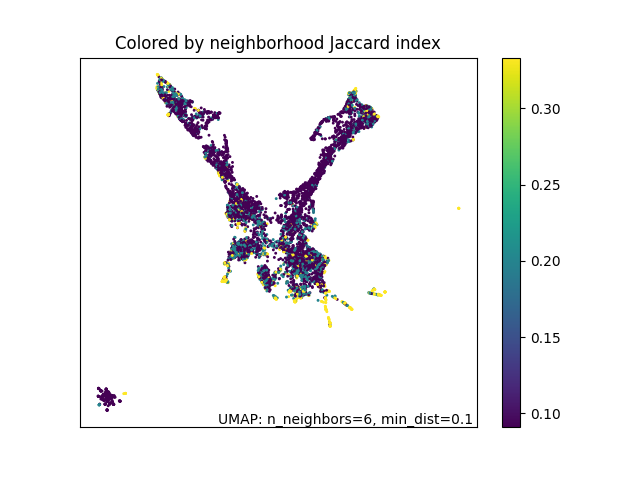 Colored by neighborhood Jaccard index
0.30
0.25
0.20
0.15
0.10
UMAP: n_neighbors=6, min_dist=0.1